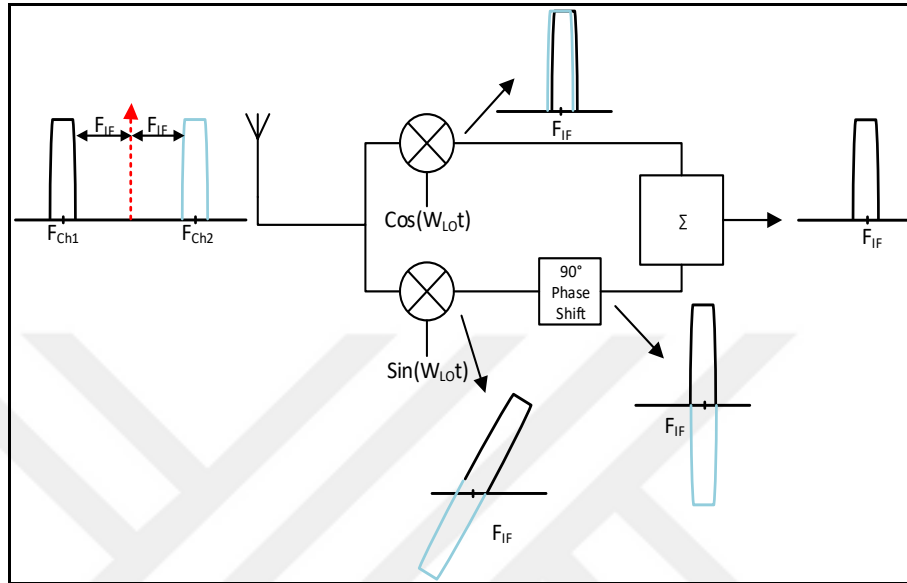 F_IF
F_IF
F_IF
F_Ch1
F_Ch2
Cos(W_LOt)
Σ
F_IF
90°
Phase
Shift
Sin(W_LOt)
F_IF
F_IF